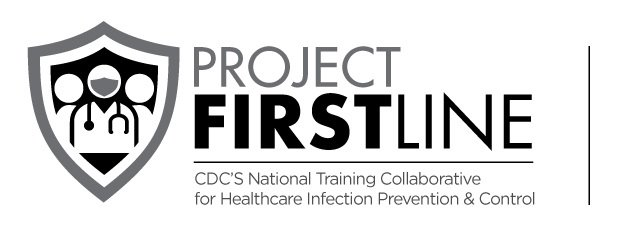 PROJECT
FIRSTLINE
CDC'S National Training Collaborative
for Healthcare Infection Prevention & Control